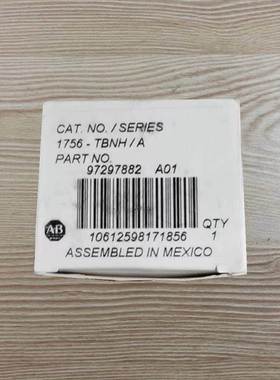 CAT. NO. / SERIES
1756 - TBNH / A
PART NO.
97297882 A01
QTY
10612598171856 1
AB
ASSEMBLED IN MEXICO